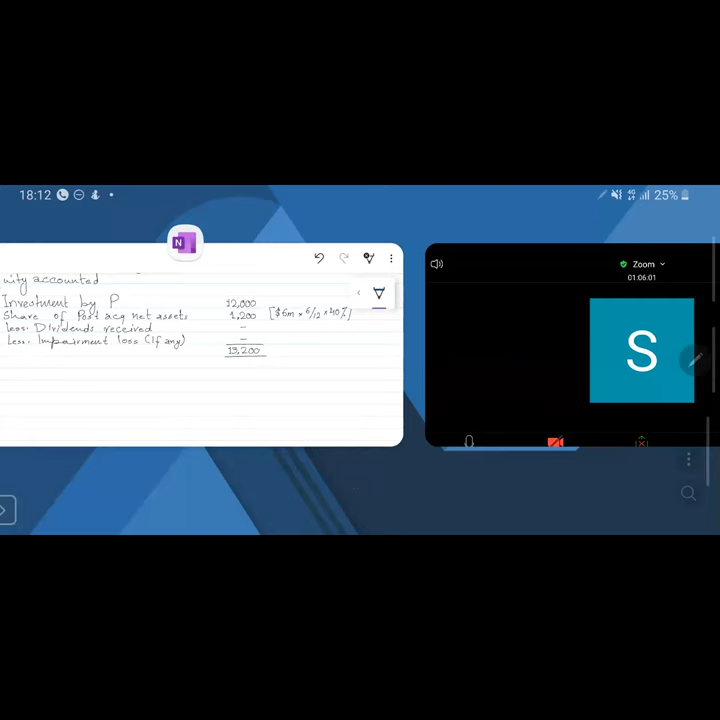 18:12
4G
25%
N
uity accounted
Investment by P 12,000
Share of Post acq net assets 1,200 [$6m × 6/12 × 40%]
Less: Dividends received -
Less: Impairment loss (If any) -
13,200
Zoom
01:06:01
S